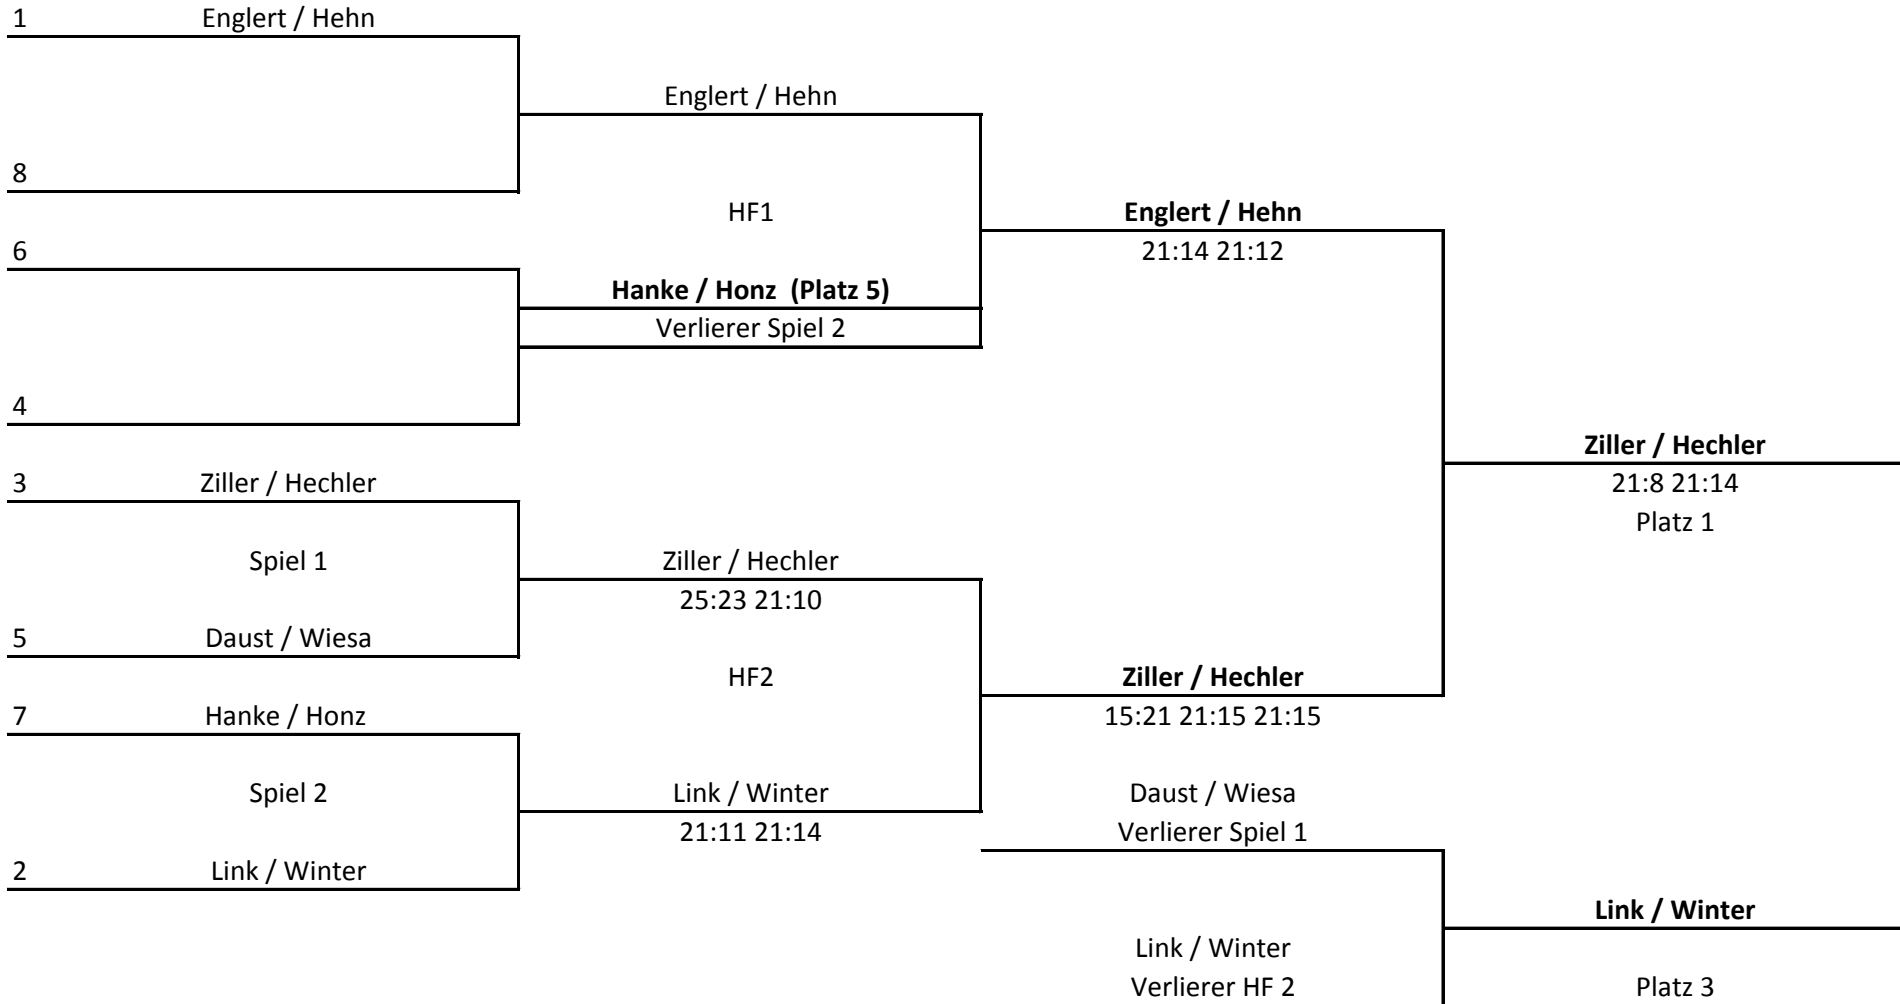 1 Englert / Hehn
Englert / Hehn
8
HF1 Englert / Hehn
6 21:14 21:12
Hanke / Honz (Platz 5)
Verlierer Spiel 2
4
Ziller / Hechler
3 Ziller / Hechler 21:8 21:14
Platz 1
Spiel 1 Ziller / Hechler
25:23 21:10
5 Daust / Wiesa
HF2 Ziller / Hechler
7 Hanke / Honz 15:21 21:15 21:15
Spiel 2 Link / Winter Daust / Wiesa
21:11 21:14 Verlierer Spiel 1
2 Link / Winter
Link / Winter
Link / Winter
Verlierer HF 2 Platz 3